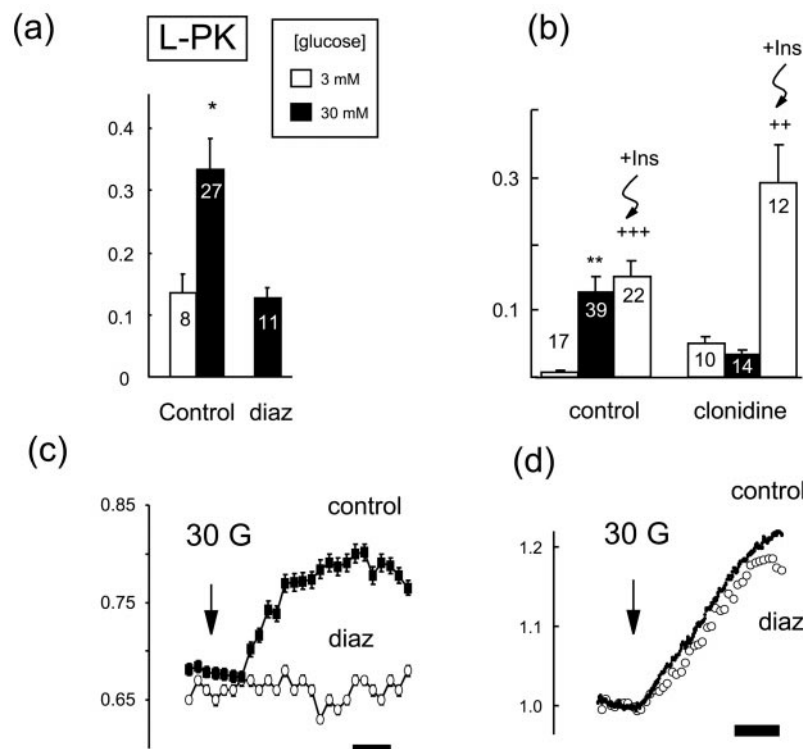 (a)
L-PK
[glucose]
3 mM
30 mM
0.4
0.3
0.2
0.1
0
*
27
8
11
Control
diaz
(b)
+Ins
++
+Ins
+++
**
0.3
0.1
17
39
22
10
14
12
control
clonidine
(c)
0.85
0.75
0.65
30 G
control
diaz
(d)
1.2
1.1
1.0
30 G
control
diaz